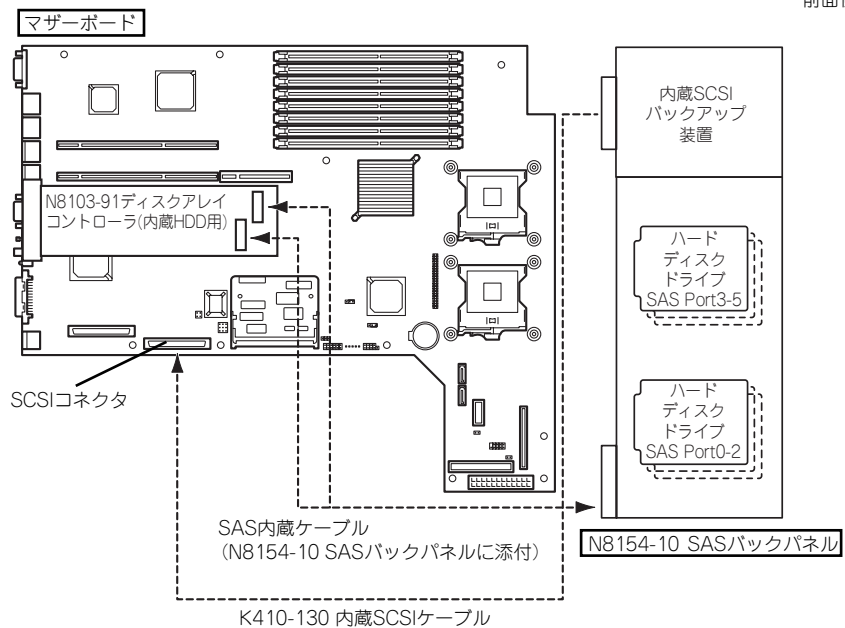 マザーボード
内蔵SCSI
バックアップ
装置
N8103-91ディスクアレイ
コントローラ(内蔵HDD用)
ハード
ディスク
ドライブ
SAS Port3-5
SCSIコネクタ
ハード
ディスク
ドライブ
SAS Port0-2
SAS内蔵ケーブル
(N8154-10 SASバックパネルに添付)
N8154-10 SASバックパネル
K410-130 内蔵SCSIケーブル